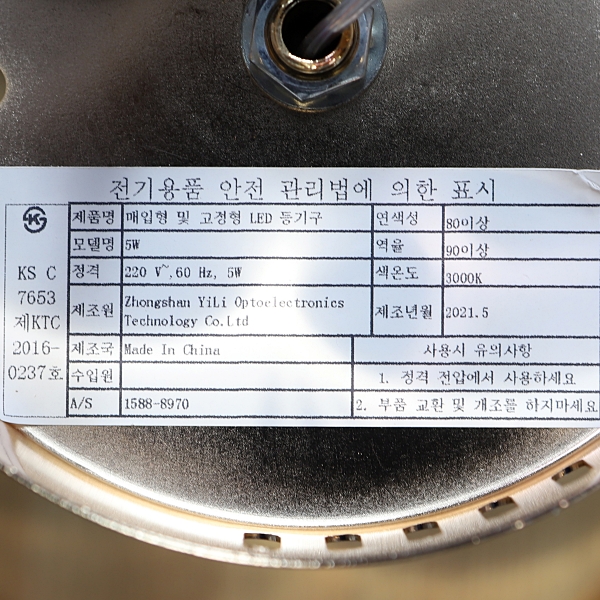 전기용품 안전 관리법에 의한 표시
KS C
7653
제KTC
2016-
0237호
제품명 매입형 및 고정형 LED 등기구 연색성 80이상
모델명 5W 역율 90이상
정격 220 V~,60 Hz, 5W 색온도 3000K
제조원 Zhongshan YiLi Optoelectronics Technology Co.Ltd 제조년월 2021.5
제조국 Made In China 사용시 유의사항
수입원 1. 정격 전압에서 사용하세요
A/S 1588-8970 2. 부품 교환 및 개조를 하지마세요